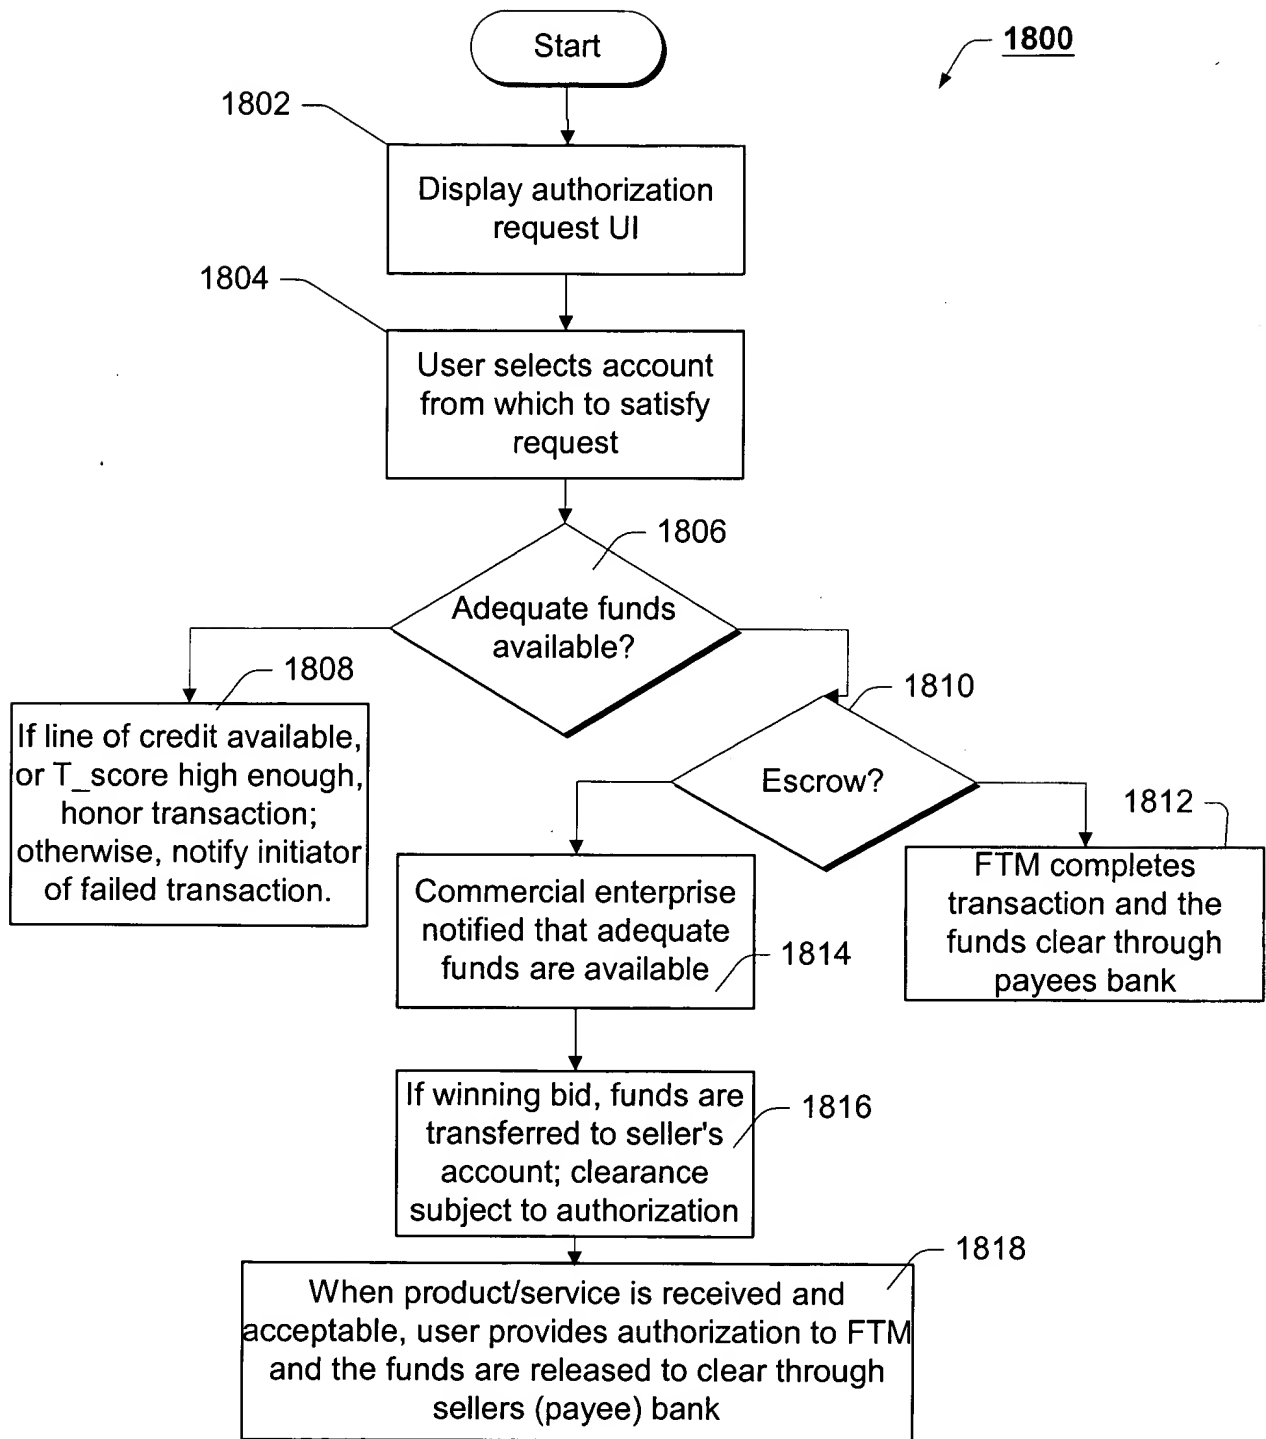 Start
1800
1802
Display authorization
request UI
1804
User selects account
from which to satisfy
request
1806
Adequate funds
available?
1808
If line of credit available,
or T_score high enough,
honor transaction;
otherwise, notify initiator
of failed transaction.
1810
Escrow?
1812
FTM completes
transaction and the
funds clear through
payees bank
Commercial enterprise
notified that adequate
funds are available
1814
If winning bid, funds are
transferred to seller's
account; clearance
subject to authorization
1816
1818
When product/service is received and
acceptable, user provides authorization to FTM
and the funds are released to clear through
sellers (payee) bank